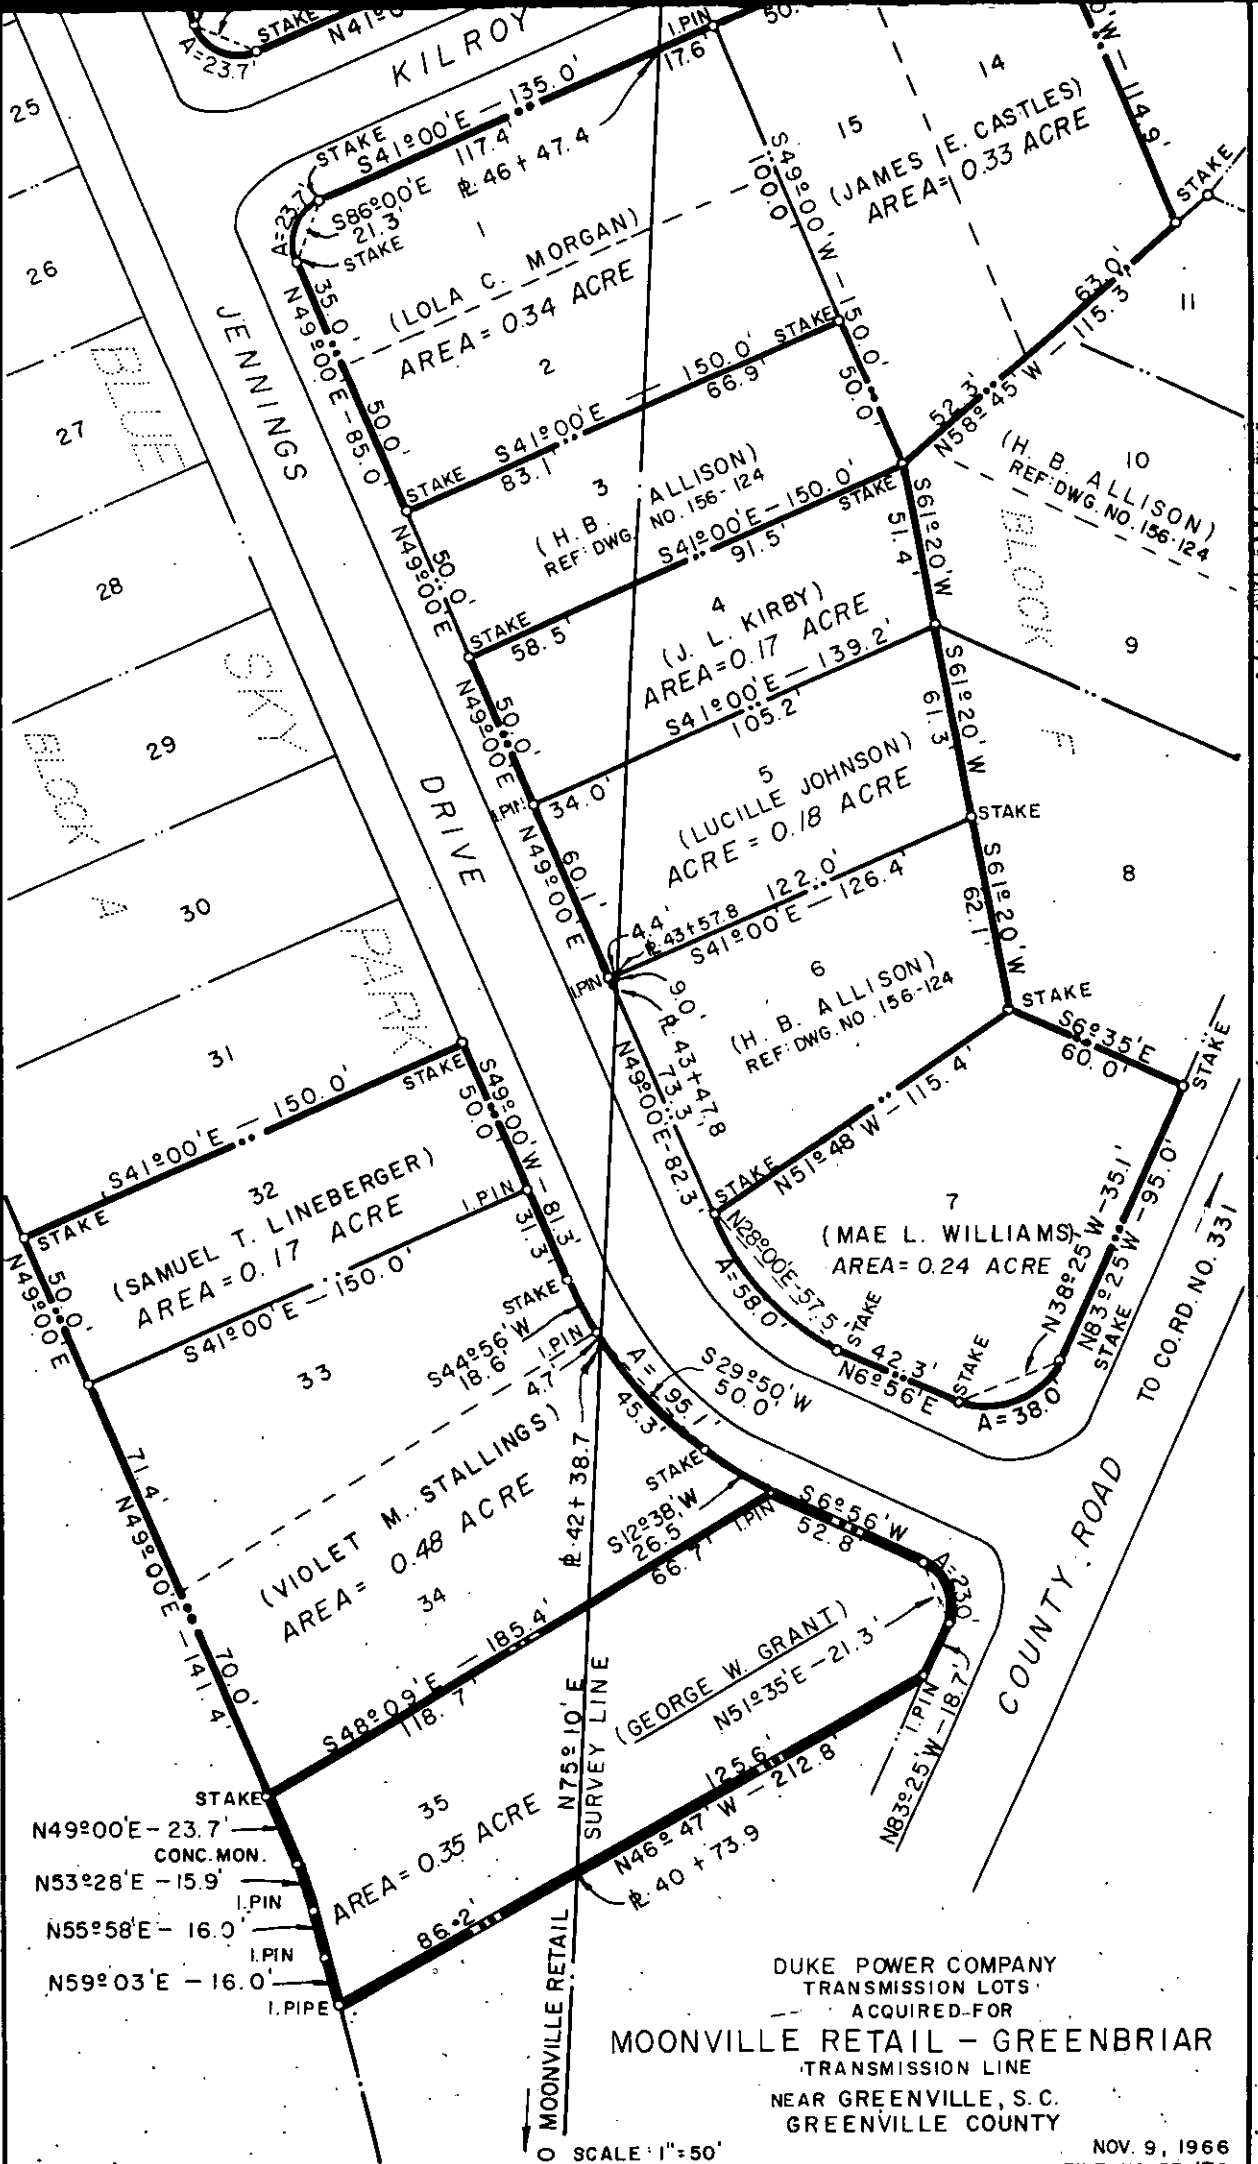 STAKE
N41°0
A=23.7'
KILROY
I.PIN
50.
17.6'
25
14
S41°00'E — 135.0'
117.4'
STAKE
℞ 46 + 47.4
15
(JAMES E. CASTLES)
AREA= 0.33 ACRE
0'W — 114.9'
STAKE
A=23.7'
S86°00'E
21.3'
STAKE
1
S49°00'W — 150.0'
100.0'
26
35.0'
N49°00'E — 85.0'
(LOLA C. MORGAN)
AREA = 0.34 ACRE
2
STAKE
63.0'
N58°45'W — 115.3'
52.3'
11
JENNINGS
BLUE
27
50.0'
S41°00'E — 150.0'
66.9'
83.1'
STAKE
50.0'
3
(H. B. ALLISON)
REF: DWG. NO. 156-124
10
(H. B. ALLISON)
REF: DWG. NO. 156-124
28
50.0'
N49°00'E
S41°00'E — 150.0'
91.5'
STAKE
58.5'
STAKE
S61°20'W
51.4'
BLOCK
F
4
(J. L. KIRBY)
AREA=0.17 ACRE
9
SKY
29
BLOCK
A
50.0'
N49°00'E
S41°00'E — 139.2'
105.2'
34.0'
I.PIN
S61°20'W
61.3'
DRIVE
5
(LUCILLE JOHNSON)
ACRE = 0.18 ACRE
STAKE
60.1'
N49°00'E
30
122.0'
S41°00'E — 126.4'
4.4'
℞ 43+57.8
S61°20'W
62.1'
8
PARK
I.PIN
9.0'
℞ 43+47.8
6
(H. B. ALLISON)
REF: DWG. NO. 156-124
STAKE
31
STAKE
S6°35'E
60.0'
STAKE
S41°00'E — 150.0'
S49°00'W — 81.3'
50.0'
73.3'
N49°00'E — 82.3'
N51°48'W — 115.4'
STAKE
32
(SAMUEL T. LINEBERGER)
AREA = 0.17 ACRE
STAKE
I.PIN
31.3'
7
(MAE L. WILLIAMS)
AREA= 0.24 ACRE
N38°25'W — 35.1'
N83°25'W — 95.0'
STAKE
TO CO.RD. NO. 331
50.0'
N49°00'E
S41°00'E — 150.0'
STAKE
N28°00'E — 57.5'
A=58.0'
STAKE
42.3'
N6°56'E
STAKE
A=38.0'
33
S44°56'W
18.6'
I.PIN
4.7'
A = 95.1'
45.3'
S29°50'W
50.0'
71.4'
N49°00'E — 141.4'
(VIOLET M. STALLINGS)
AREA= 0.48 ACRE
34
℞ 42+38.7
STAKE
S12°38'W
26.5'
I.PIN
S6°56'W
52.8'
COUNTY ROAD
70.0'
S48°09'E — 185.4'
66.7'
118.7'
A=23.0'
(GEORGE W. GRANT)
N51°35'E — 21.3'
I.PIN
N83°25'W — 18.7'
N75°10'E
SURVEY LINE
STAKE
N49°00'E — 23.7'
CONC. MON.
N53°28'E — 15.9'
I.PIN
N55°58'E — 16.0'
I.PIN
N59°03'E — 16.0'
I.PIPE
35
AREA = 0.35 ACRE
125.6'
N46°47'W — 212.8'
℞ 40 + 73.9
86.2'
O MOONVILLE RETAIL
DUKE POWER COMPANY
TRANSMISSION LOTS
ACQUIRED FOR
MOONVILLE RETAIL — GREENBRIAR
TRANSMISSION LINE
NEAR GREENVILLE, S.C.
GREENVILLE COUNTY
SCALE: 1"=50'
NOV. 9, 1966
27
29